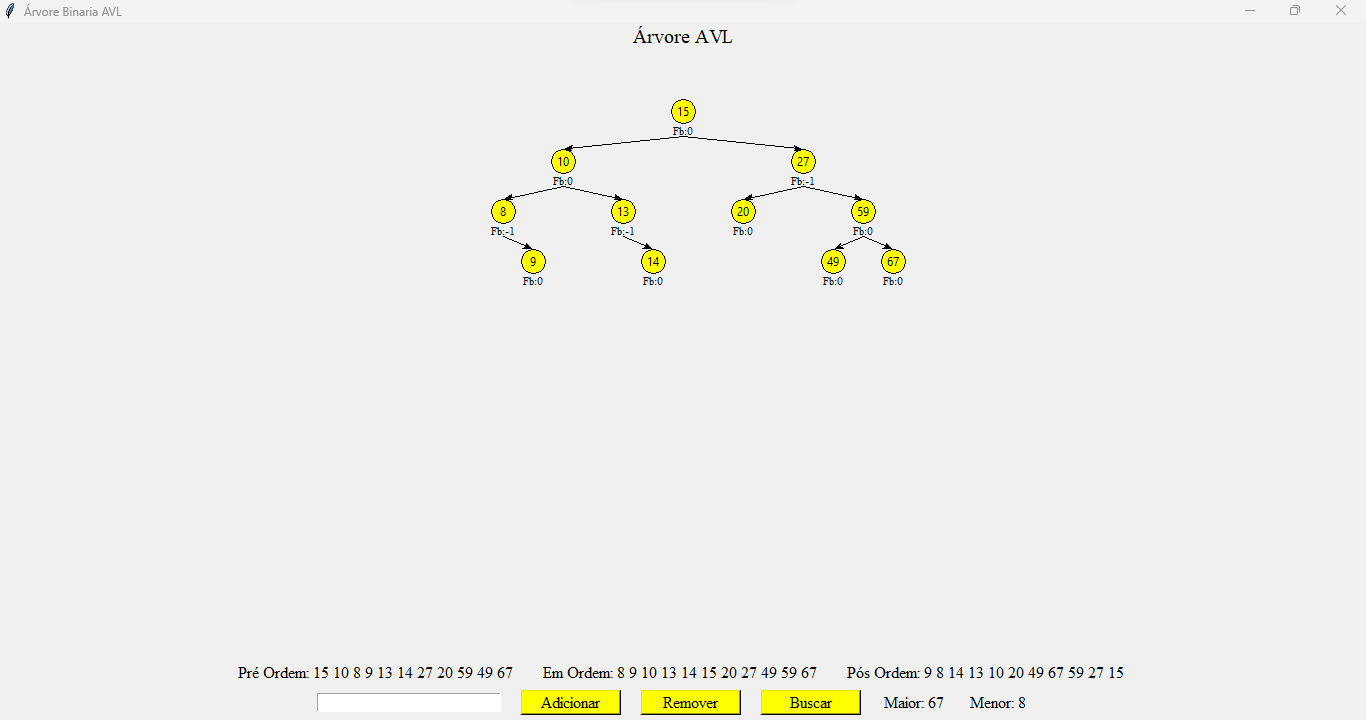 Árvore Binaria AVL
Árvore AVL
15
Fb:0
10 27
Fb:0 Fb:-1
8 13 20 59
Fb:-1 Fb:-1 Fb:0 Fb:0
9 14 49 67
Fb:0 Fb:0 Fb:0 Fb:0
Pré Ordem: 15 10 8 9 13 14 27 20 59 49 67 Em Ordem: 8 9 10 13 14 15 20 27 49 59 67 Pós Ordem: 9 8 14 13 10 20 49 67 59 27 15
Adicionar Remover Buscar Maior: 67 Menor: 8